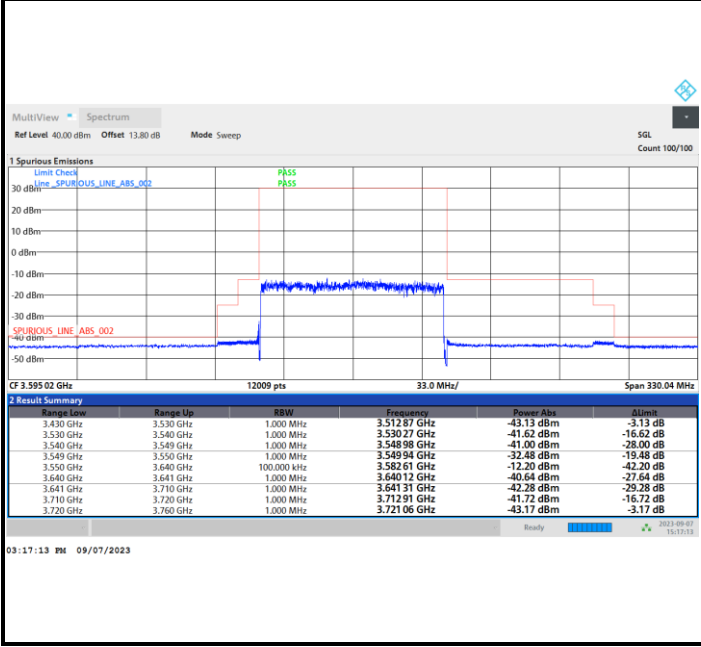 MultiView Spectrum
Ref Level 40.00 dBm Offset 13.80 dB Mode Sweep SGL
Count 100/100
1 Spurious Emissions
Limit Check PASS
Line _SPURIOUS_LINE_ABS_002 PASS
30 dBm
20 dBm
10 dBm
0 dBm
-10 dBm
-20 dBm
-30 dBm
_SPURIOUS_LINE_ABS_002
-40 dBm
-50 dBm
CF 3.595 02 GHz 12009 pts 33.0 MHz/ Span 330.04 MHz
2 Result Summary
Range Low Range Up RBW Frequency Power Abs ΔLimit
3.430 GHz 3.530 GHz 1.000 MHz 3.512 87 GHz -43.13 dBm -3.13 dB
3.530 GHz 3.540 GHz 1.000 MHz 3.530 27 GHz -41.62 dBm -16.62 dB
3.540 GHz 3.549 GHz 1.000 MHz 3.548 98 GHz -41.00 dBm -28.00 dB
3.549 GHz 3.550 GHz 1.000 MHz 3.549 94 GHz -32.48 dBm -19.48 dB
3.550 GHz 3.640 GHz 100.000 kHz 3.582 61 GHz -12.20 dBm -42.20 dB
3.640 GHz 3.641 GHz 1.000 MHz 3.640 12 GHz -40.64 dBm -27.64 dB
3.641 GHz 3.710 GHz 1.000 MHz 3.641 31 GHz -42.28 dBm -29.28 dB
3.710 GHz 3.720 GHz 1.000 MHz 3.712 91 GHz -41.72 dBm -16.72 dB
3.720 GHz 3.760 GHz 1.000 MHz 3.721 06 GHz -43.17 dBm -3.17 dB
Ready 2023-09-07
15:17:13
03:17:13 PM 09/07/2023